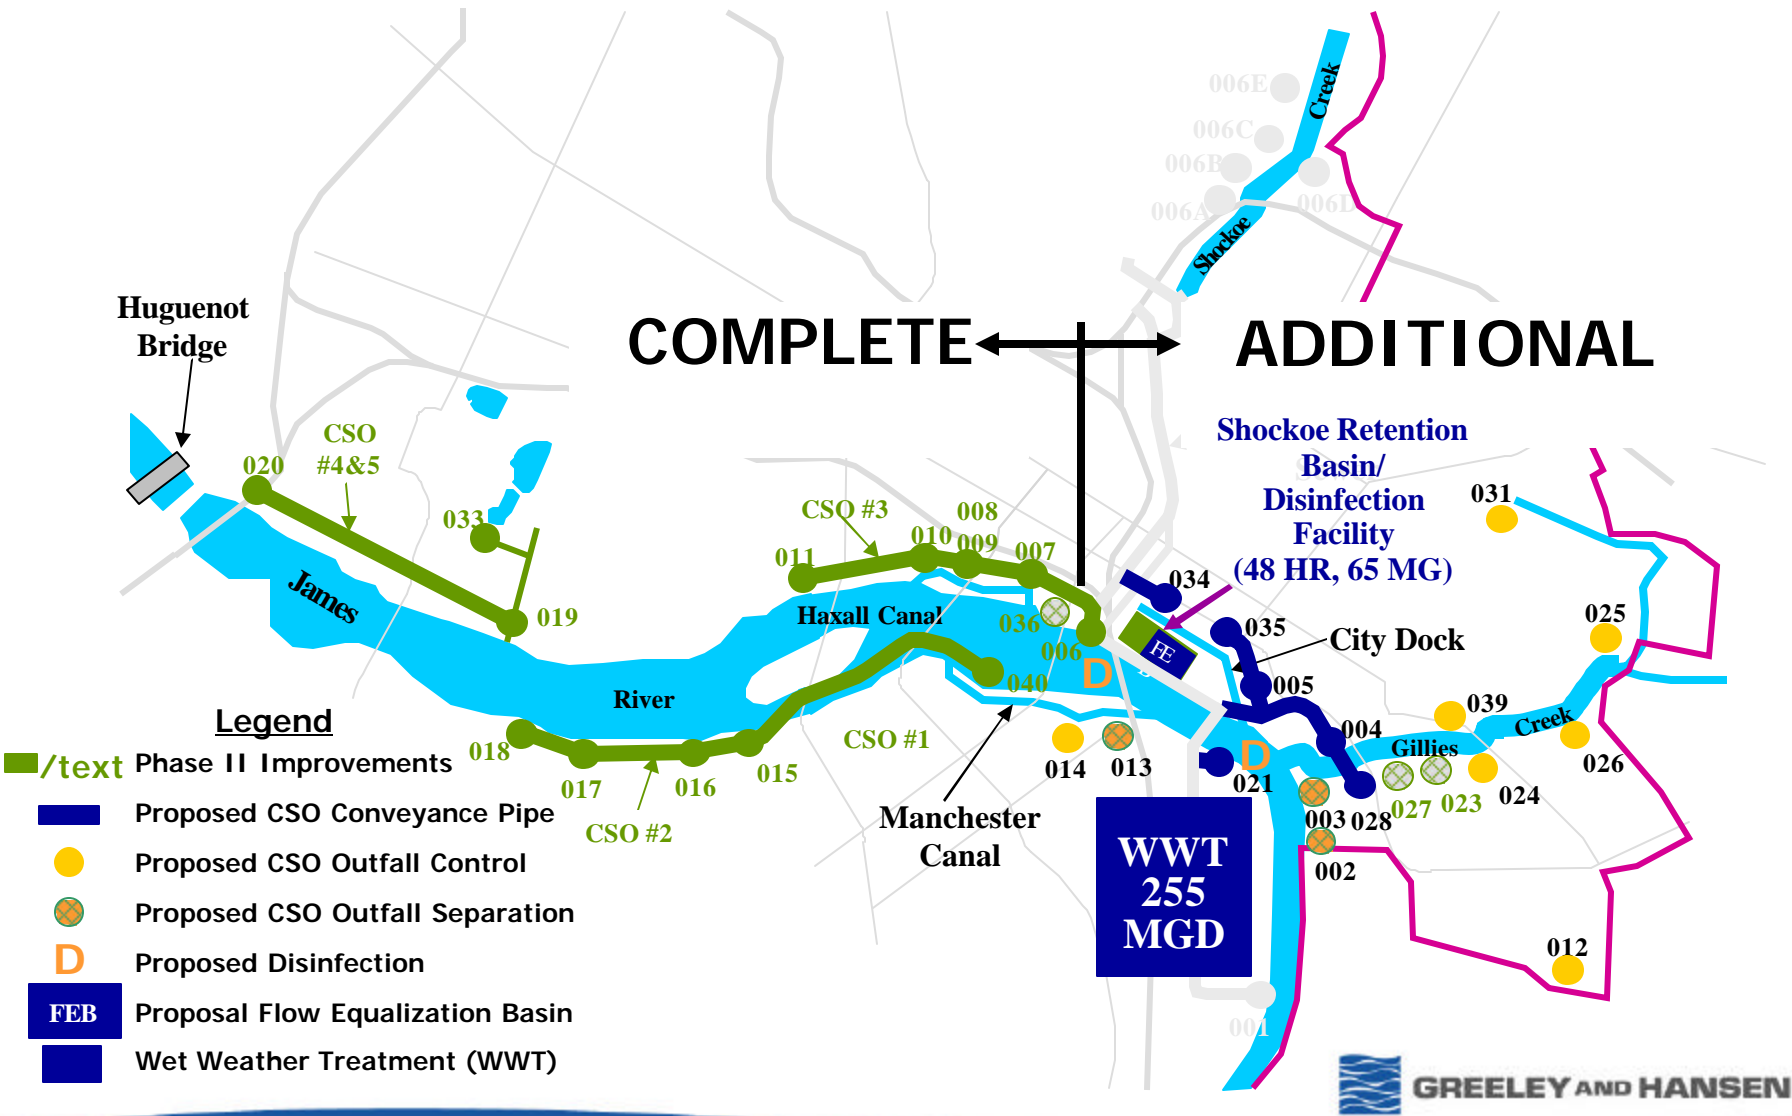 006E
Creek
006C
006B
006A
006D
Shockoe
Huguenot
Bridge
COMPLETE
ADDITIONAL
Shockoe Retention
Basin/
Disinfection
Facility
(48 HR, 65 MG)
CSO
#4&5
020
033
019
James
River
CSO #3
008
010
009
011
007
Haxall Canal
036
006
D
040
034
035
City Dock
005
FE
031
025
039
004
Gillies
Creek
026
024
023
027
028
003
002
012
021
D
013
014
CSO #1
Manchester
Canal
018
017
016
015
CSO #2
WWT
255
MGD
001
Legend
/text Phase II Improvements
Proposed CSO Conveyance Pipe
Proposed CSO Outfall Control
Proposed CSO Outfall Separation
D Proposed Disinfection
FEB Proposal Flow Equalization Basin
Wet Weather Treatment (WWT)
GREELEY AND HANSEN